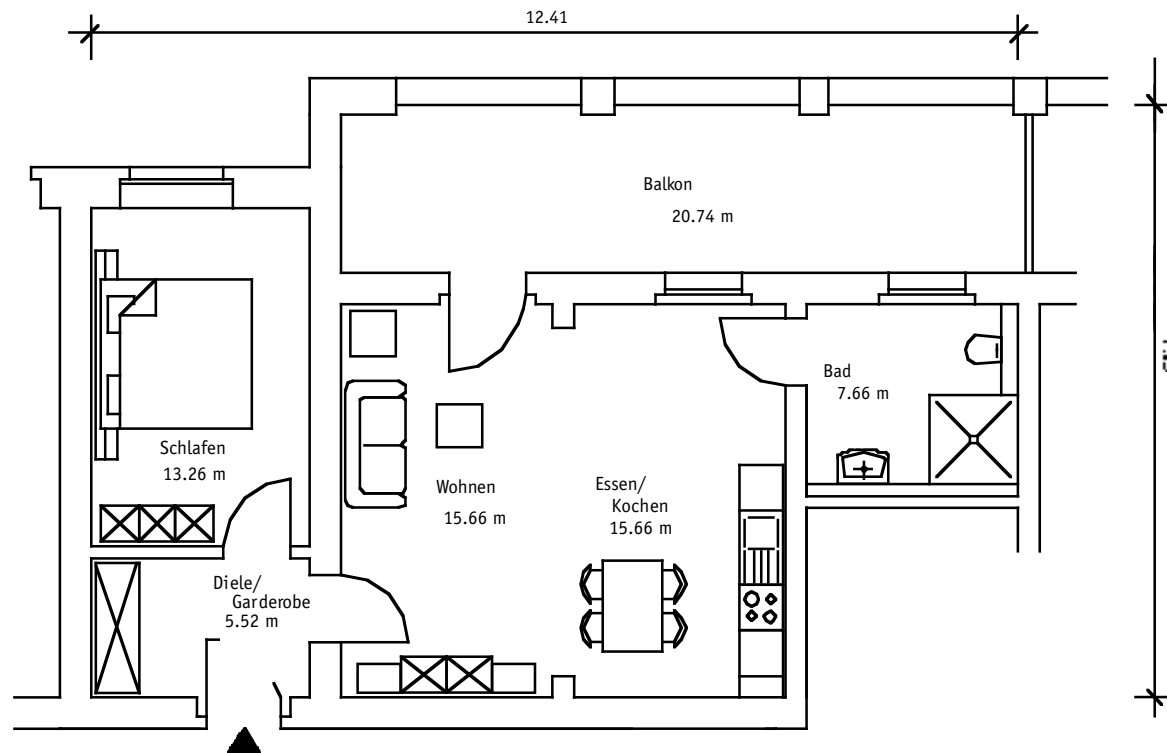 12.41
Balkon
20.74 m
Bad
7.66 m
Schlafen
13.26 m
Wohnen
15.66 m
Essen/
Kochen
15.66 m
Diele/
Garderobe
5.52 m